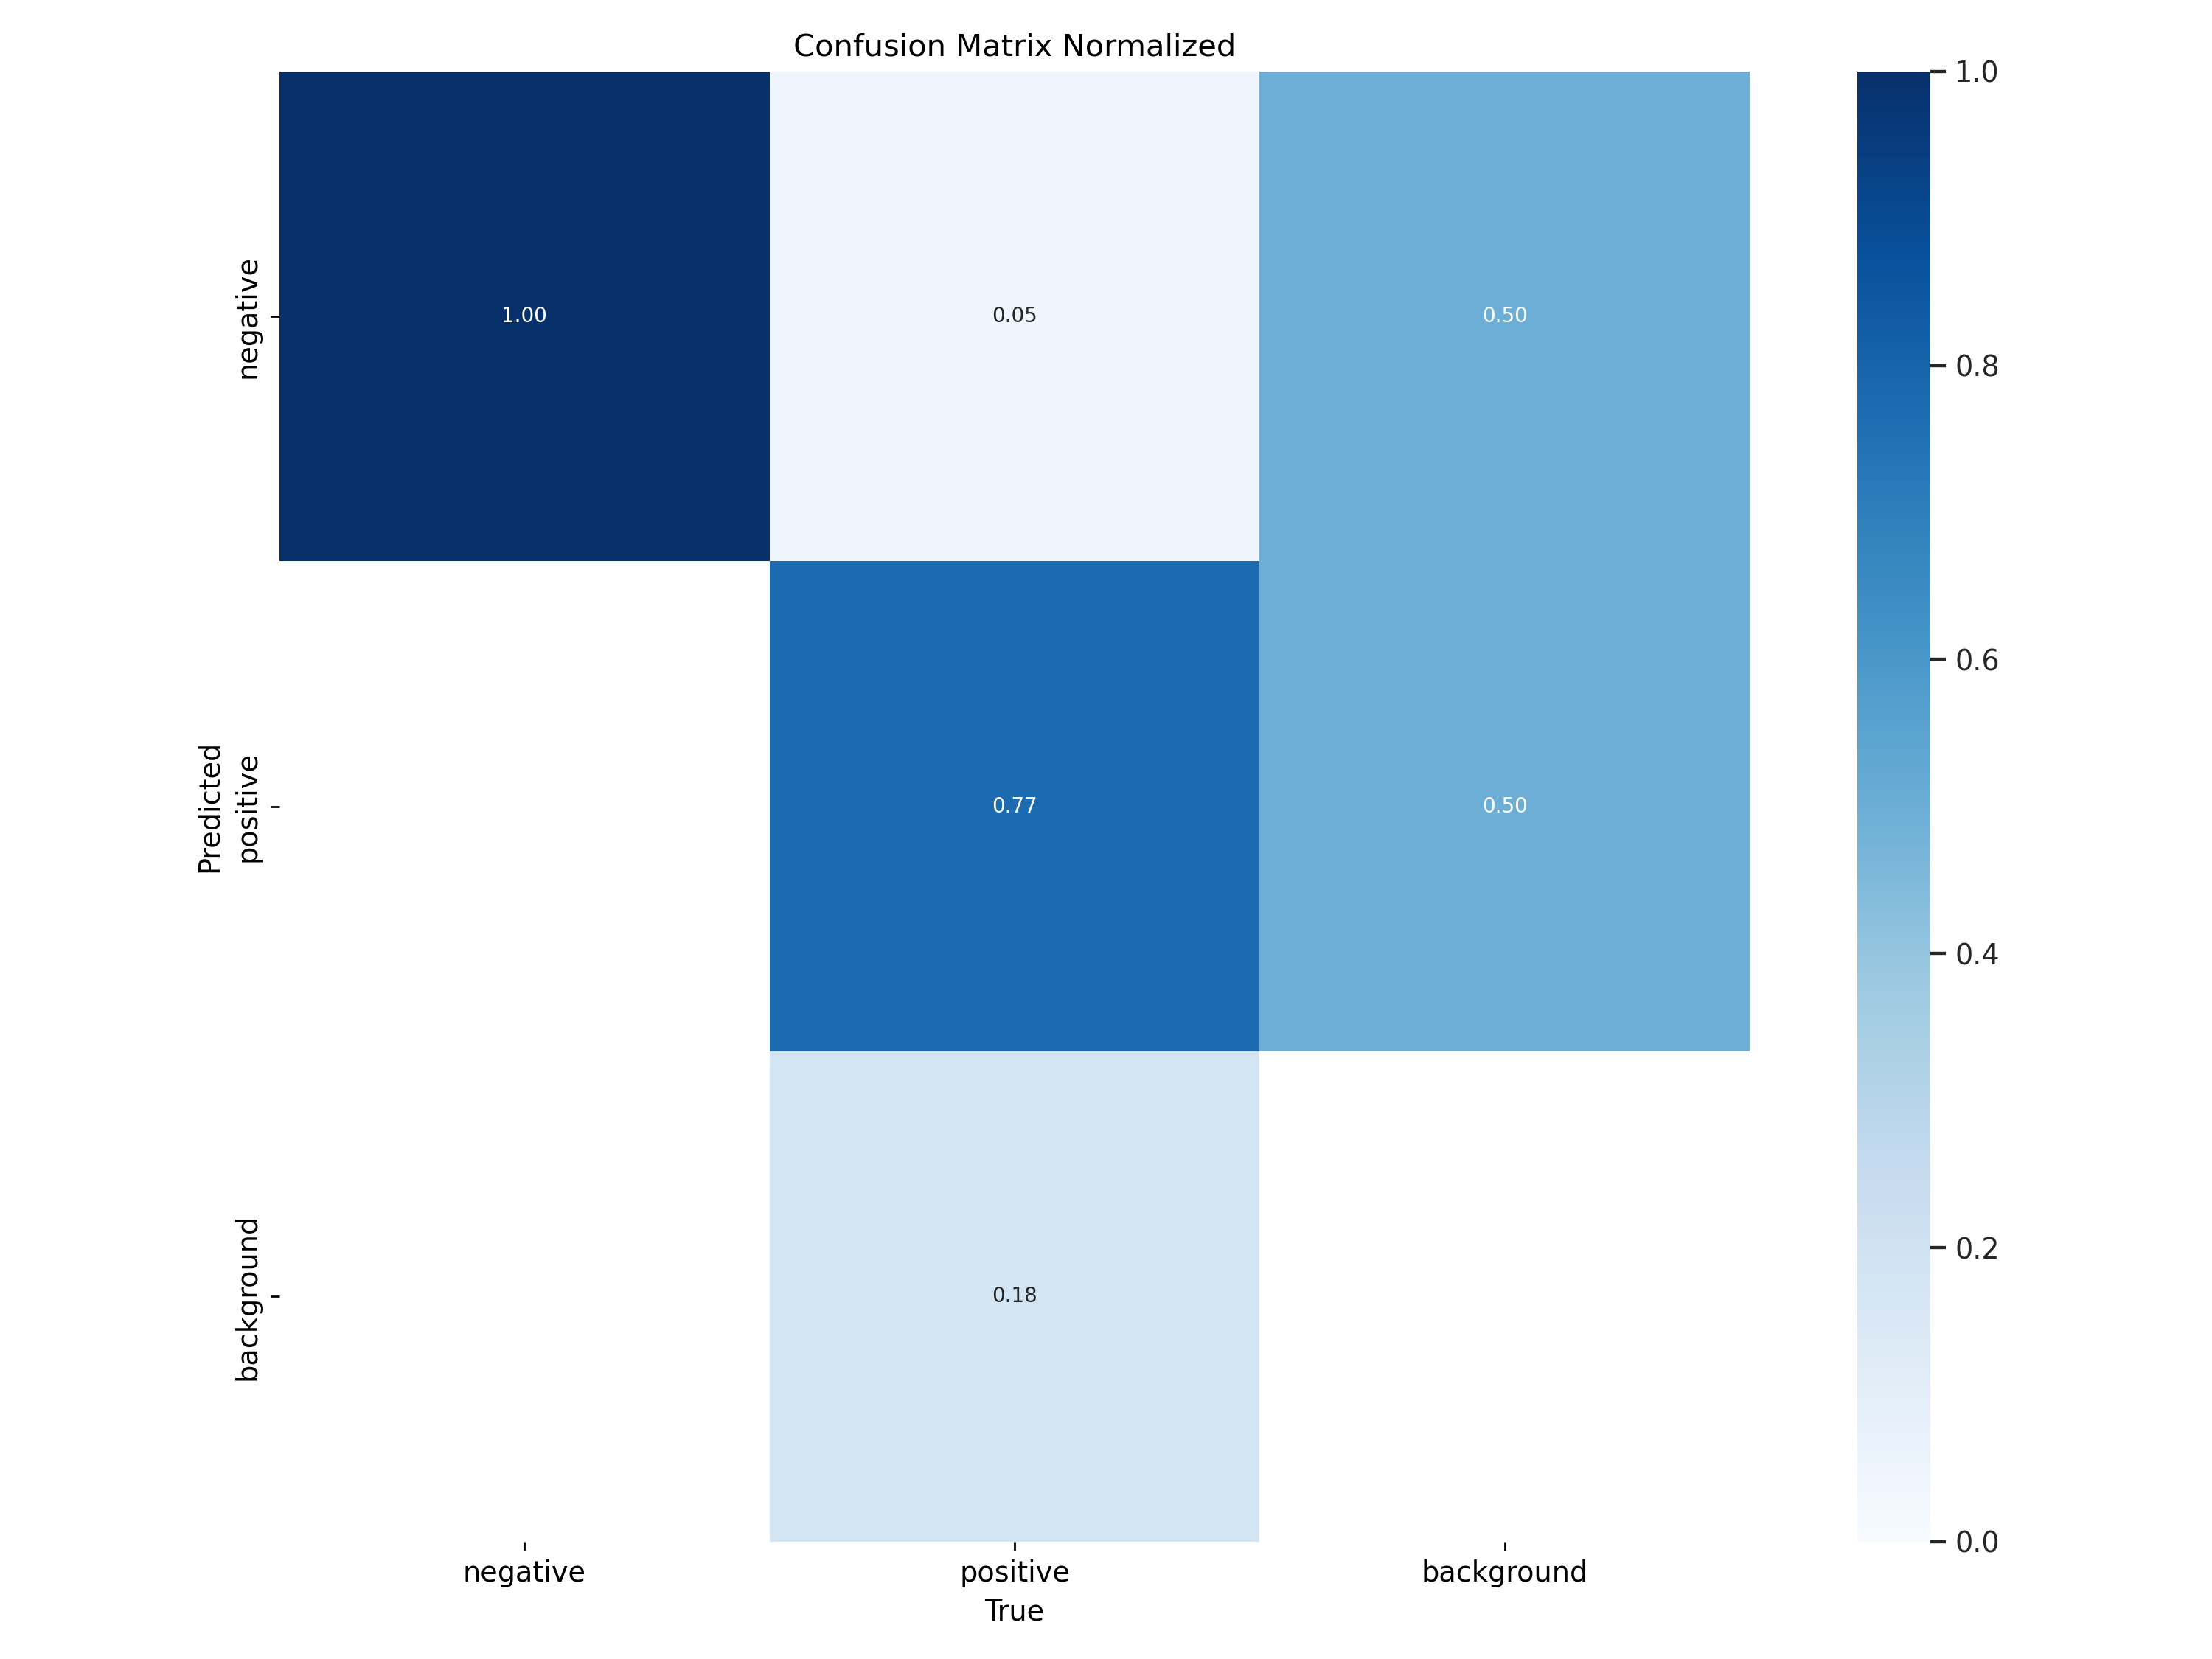 Confusion Matrix Normalized
negative
1.00
0.05
0.50
Predicted
positive
0.77
0.50
background
0.18
negative
positive
background
True
1.0
0.8
0.6
0.4
0.2
0.0